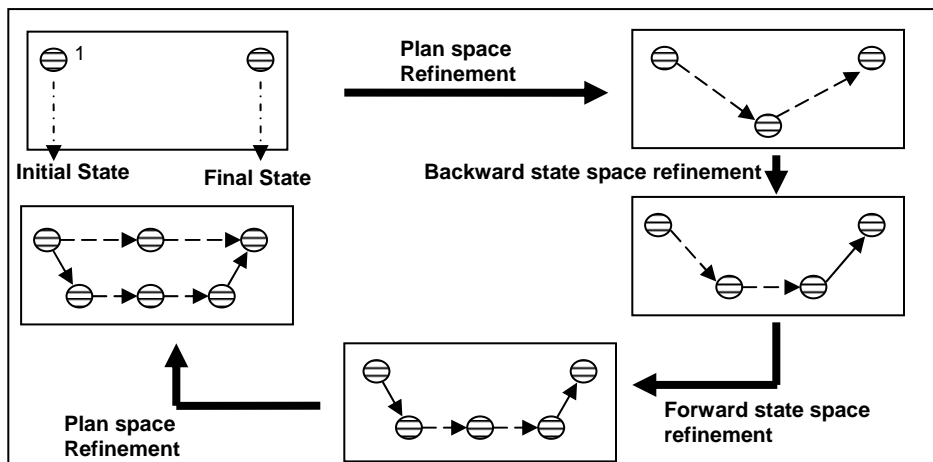 1
Plan space
Refinement
Initial State
Final State
Backward state space refinement
Forward state space
refinement
Plan space
Refinement